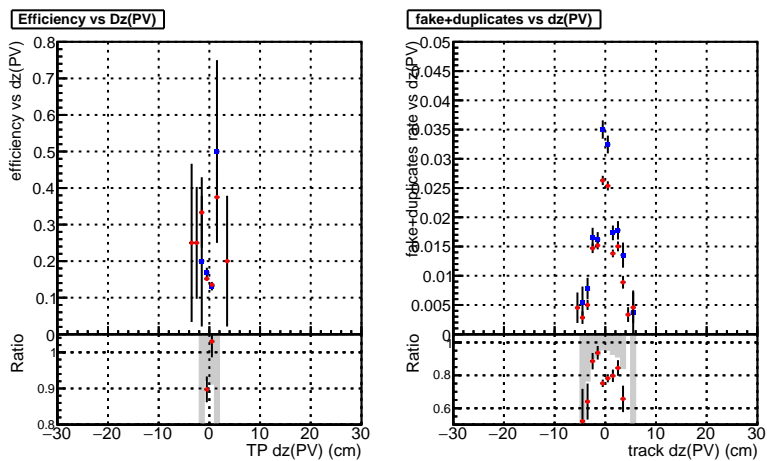 Efficiency vs Dz(PV)
efficiency vs dz(PV)
0.8
0.7
0.6
0.5
0.4
0.3
0.2
0.1
0
Ratio
1
0.9
0.8
−30 −20 −10 0 10 20 30
TP dz(PV) (cm)
fake+duplicates vs dz(PV)
fake+duplicates rate vs dz(PV)
0.05
0.045
0.04
0.035
0.03
0.025
0.02
0.015
0.01
0.005
0
Ratio
1
0.8
0.6
−30 −20 −10 0 10 20 30
track dz(PV) (cm)